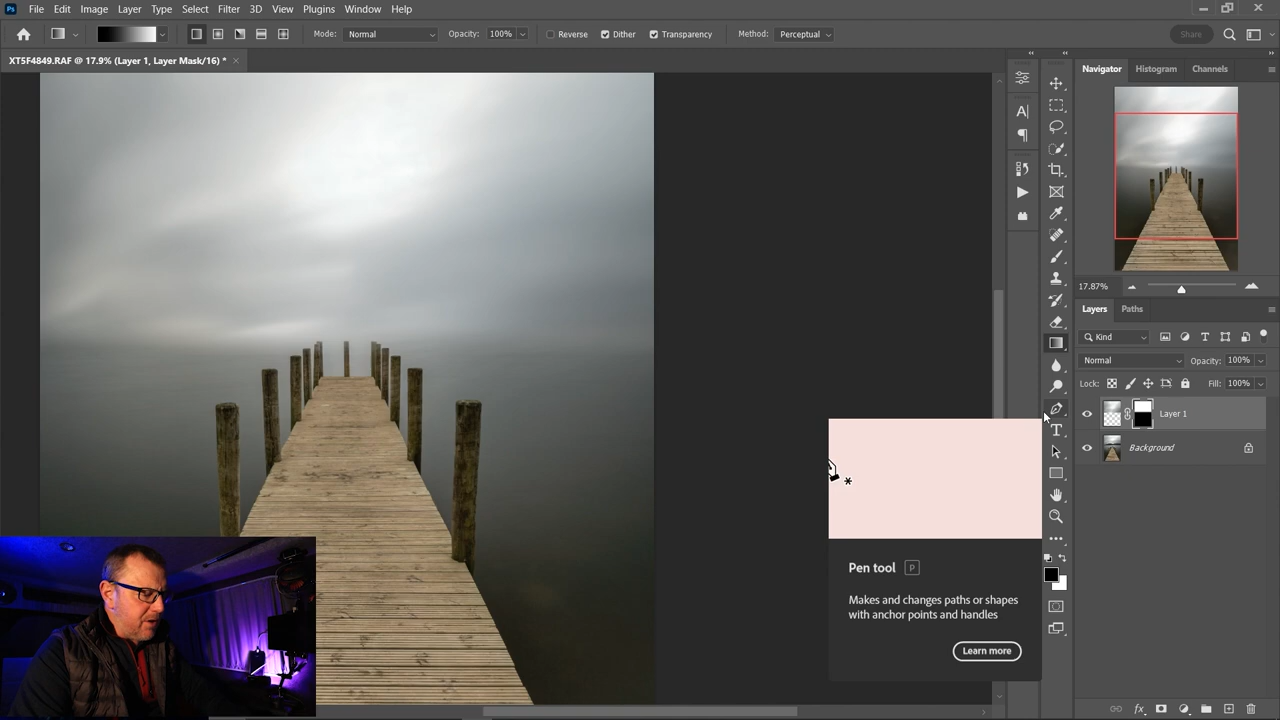 Ps File Edit Image Layer Type Select Filter 3D View Plugins Window Help
Mode: Normal Opacity: 100% Reverse Dither Transparency Method: Perceptual Share
XT5F4849.RAF @ 17.9% (Layer 1, Layer Mask/16) * ×
Navigator Histogram Channels
17.87%
Layers Paths
Kind
Normal Opacity: 100%
Lock: Fill: 100%
Layer 1
Background
Pen tool P
Makes and changes paths or shapes
with anchor points and handles
Learn more